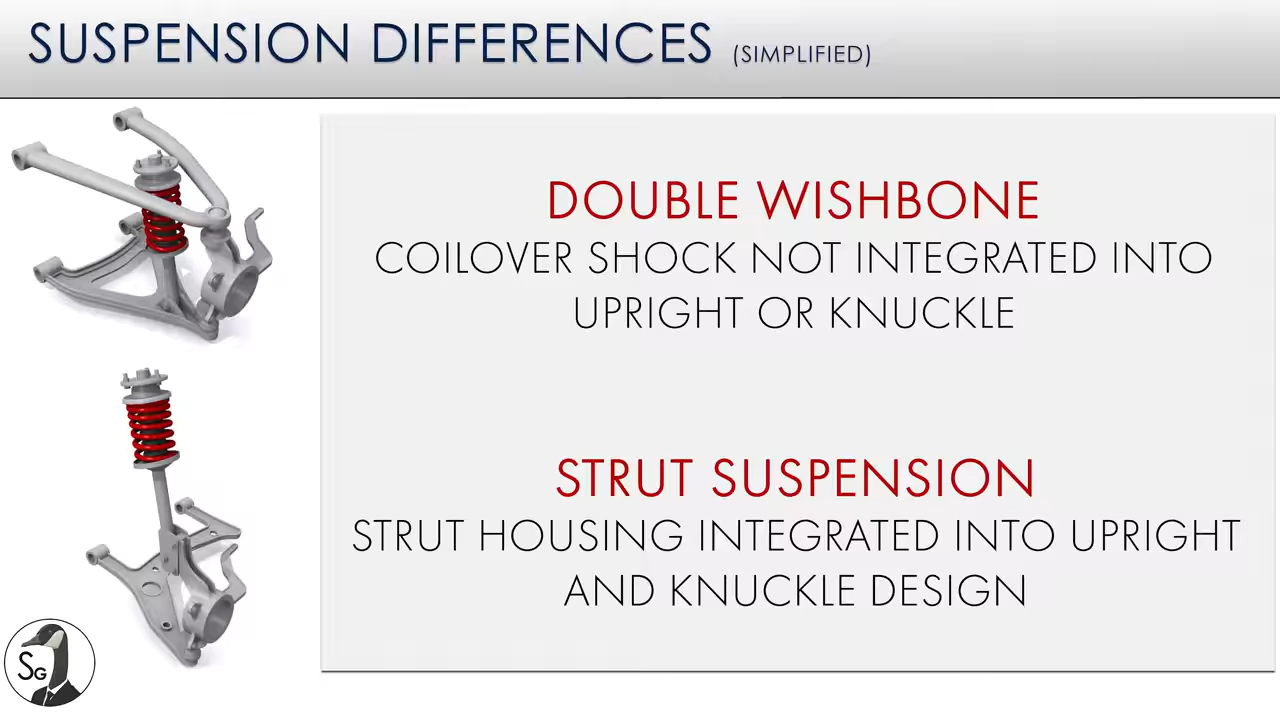 SUSPENSION DIFFERENCES (SIMPLIFIED)
DOUBLE WISHBONE
COILOVER SHOCK NOT INTEGRATED INTO
UPRIGHT OR KNUCKLE
STRUT SUSPENSION
STRUT HOUSING INTEGRATED INTO UPRIGHT
AND KNUCKLE DESIGN
SG